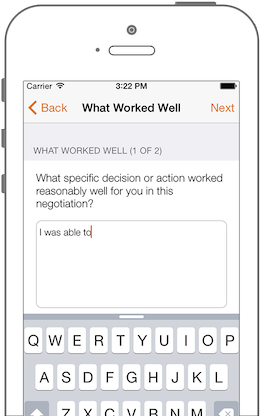 Carrier 3:22 PM
Back What Worked Well Next
WHAT WORKED WELL (1 OF 2)
What specific decision or action worked
reasonably well for you in this
negotiation?
I was able to
Q W E R T Y U I O P
A S D F G H J K L
Z X C V B N M